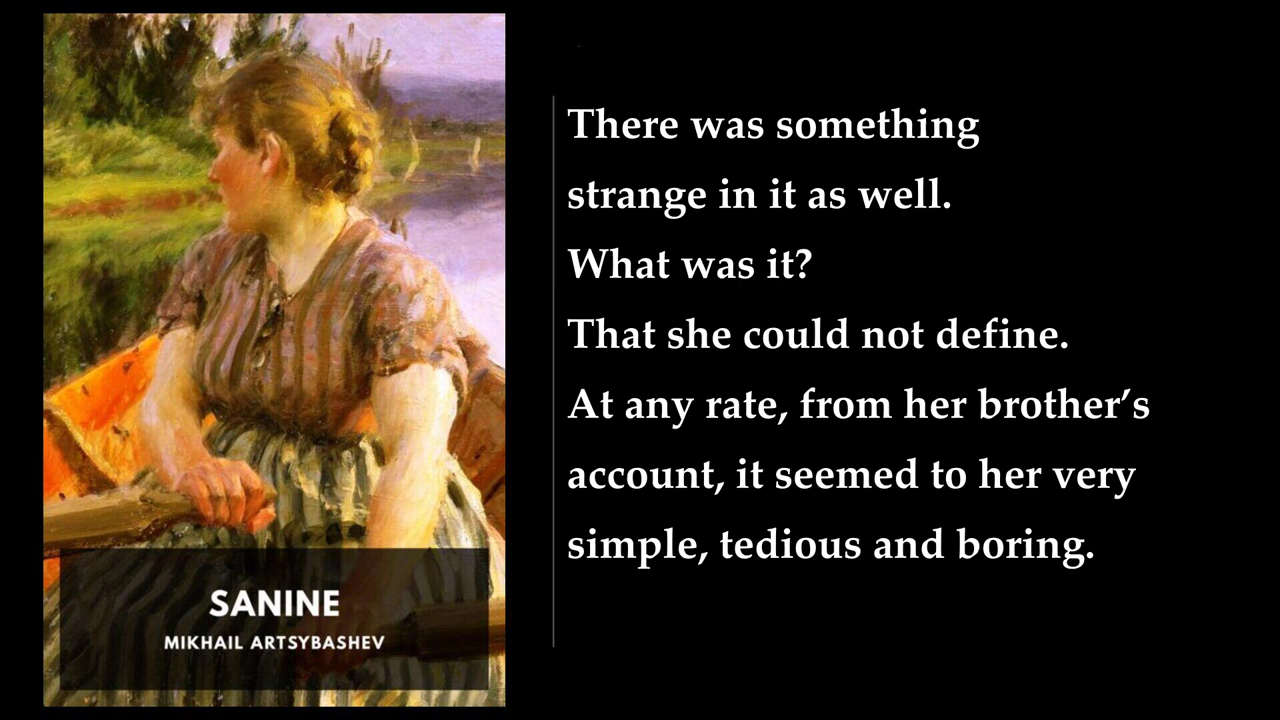 SANINE
MIKHAIL ARTSYBASHEV
There was something
strange in it as well.
What was it?
That she could not define.
At any rate, from her brother’s
account, it seemed to her very
simple, tedious and boring.